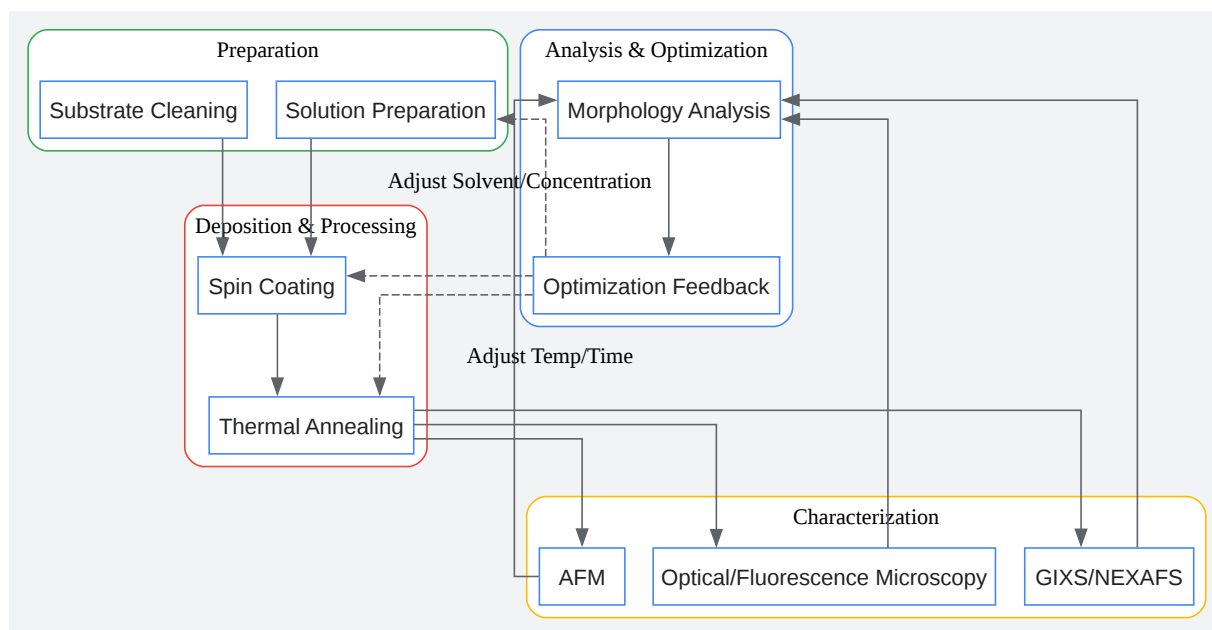 Preparation
Analysis & Optimization
Substrate Cleaning
Solution Preparation
Morphology Analysis
Adjust Solvent/Concentration
Deposition & Processing
Spin Coating
Optimization Feedback
Adjust Temp/Time
Thermal Annealing
Characterization
AFM
Optical/Fluorescence Microscopy
GIXS/NEXAFS